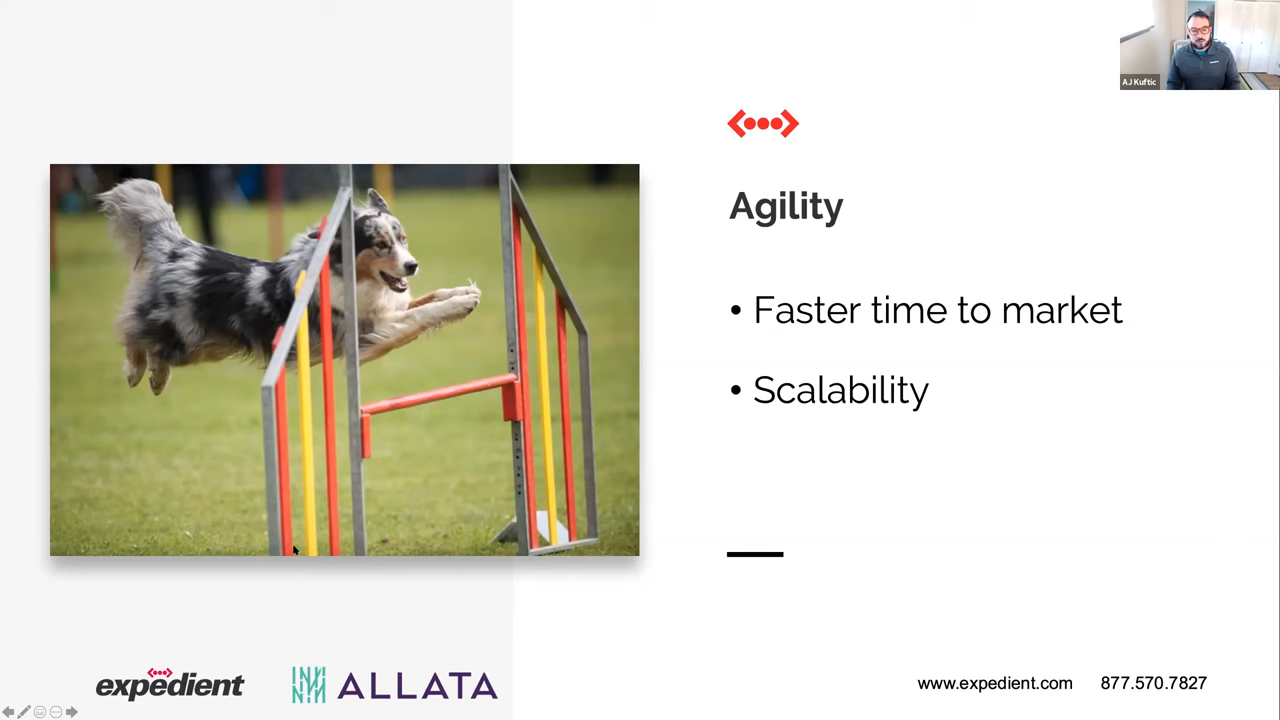 AJ Kuftic
Agility
• Faster time to market
• Scalability
expedient
ALLATA
www.expedient.com
877.570.7827